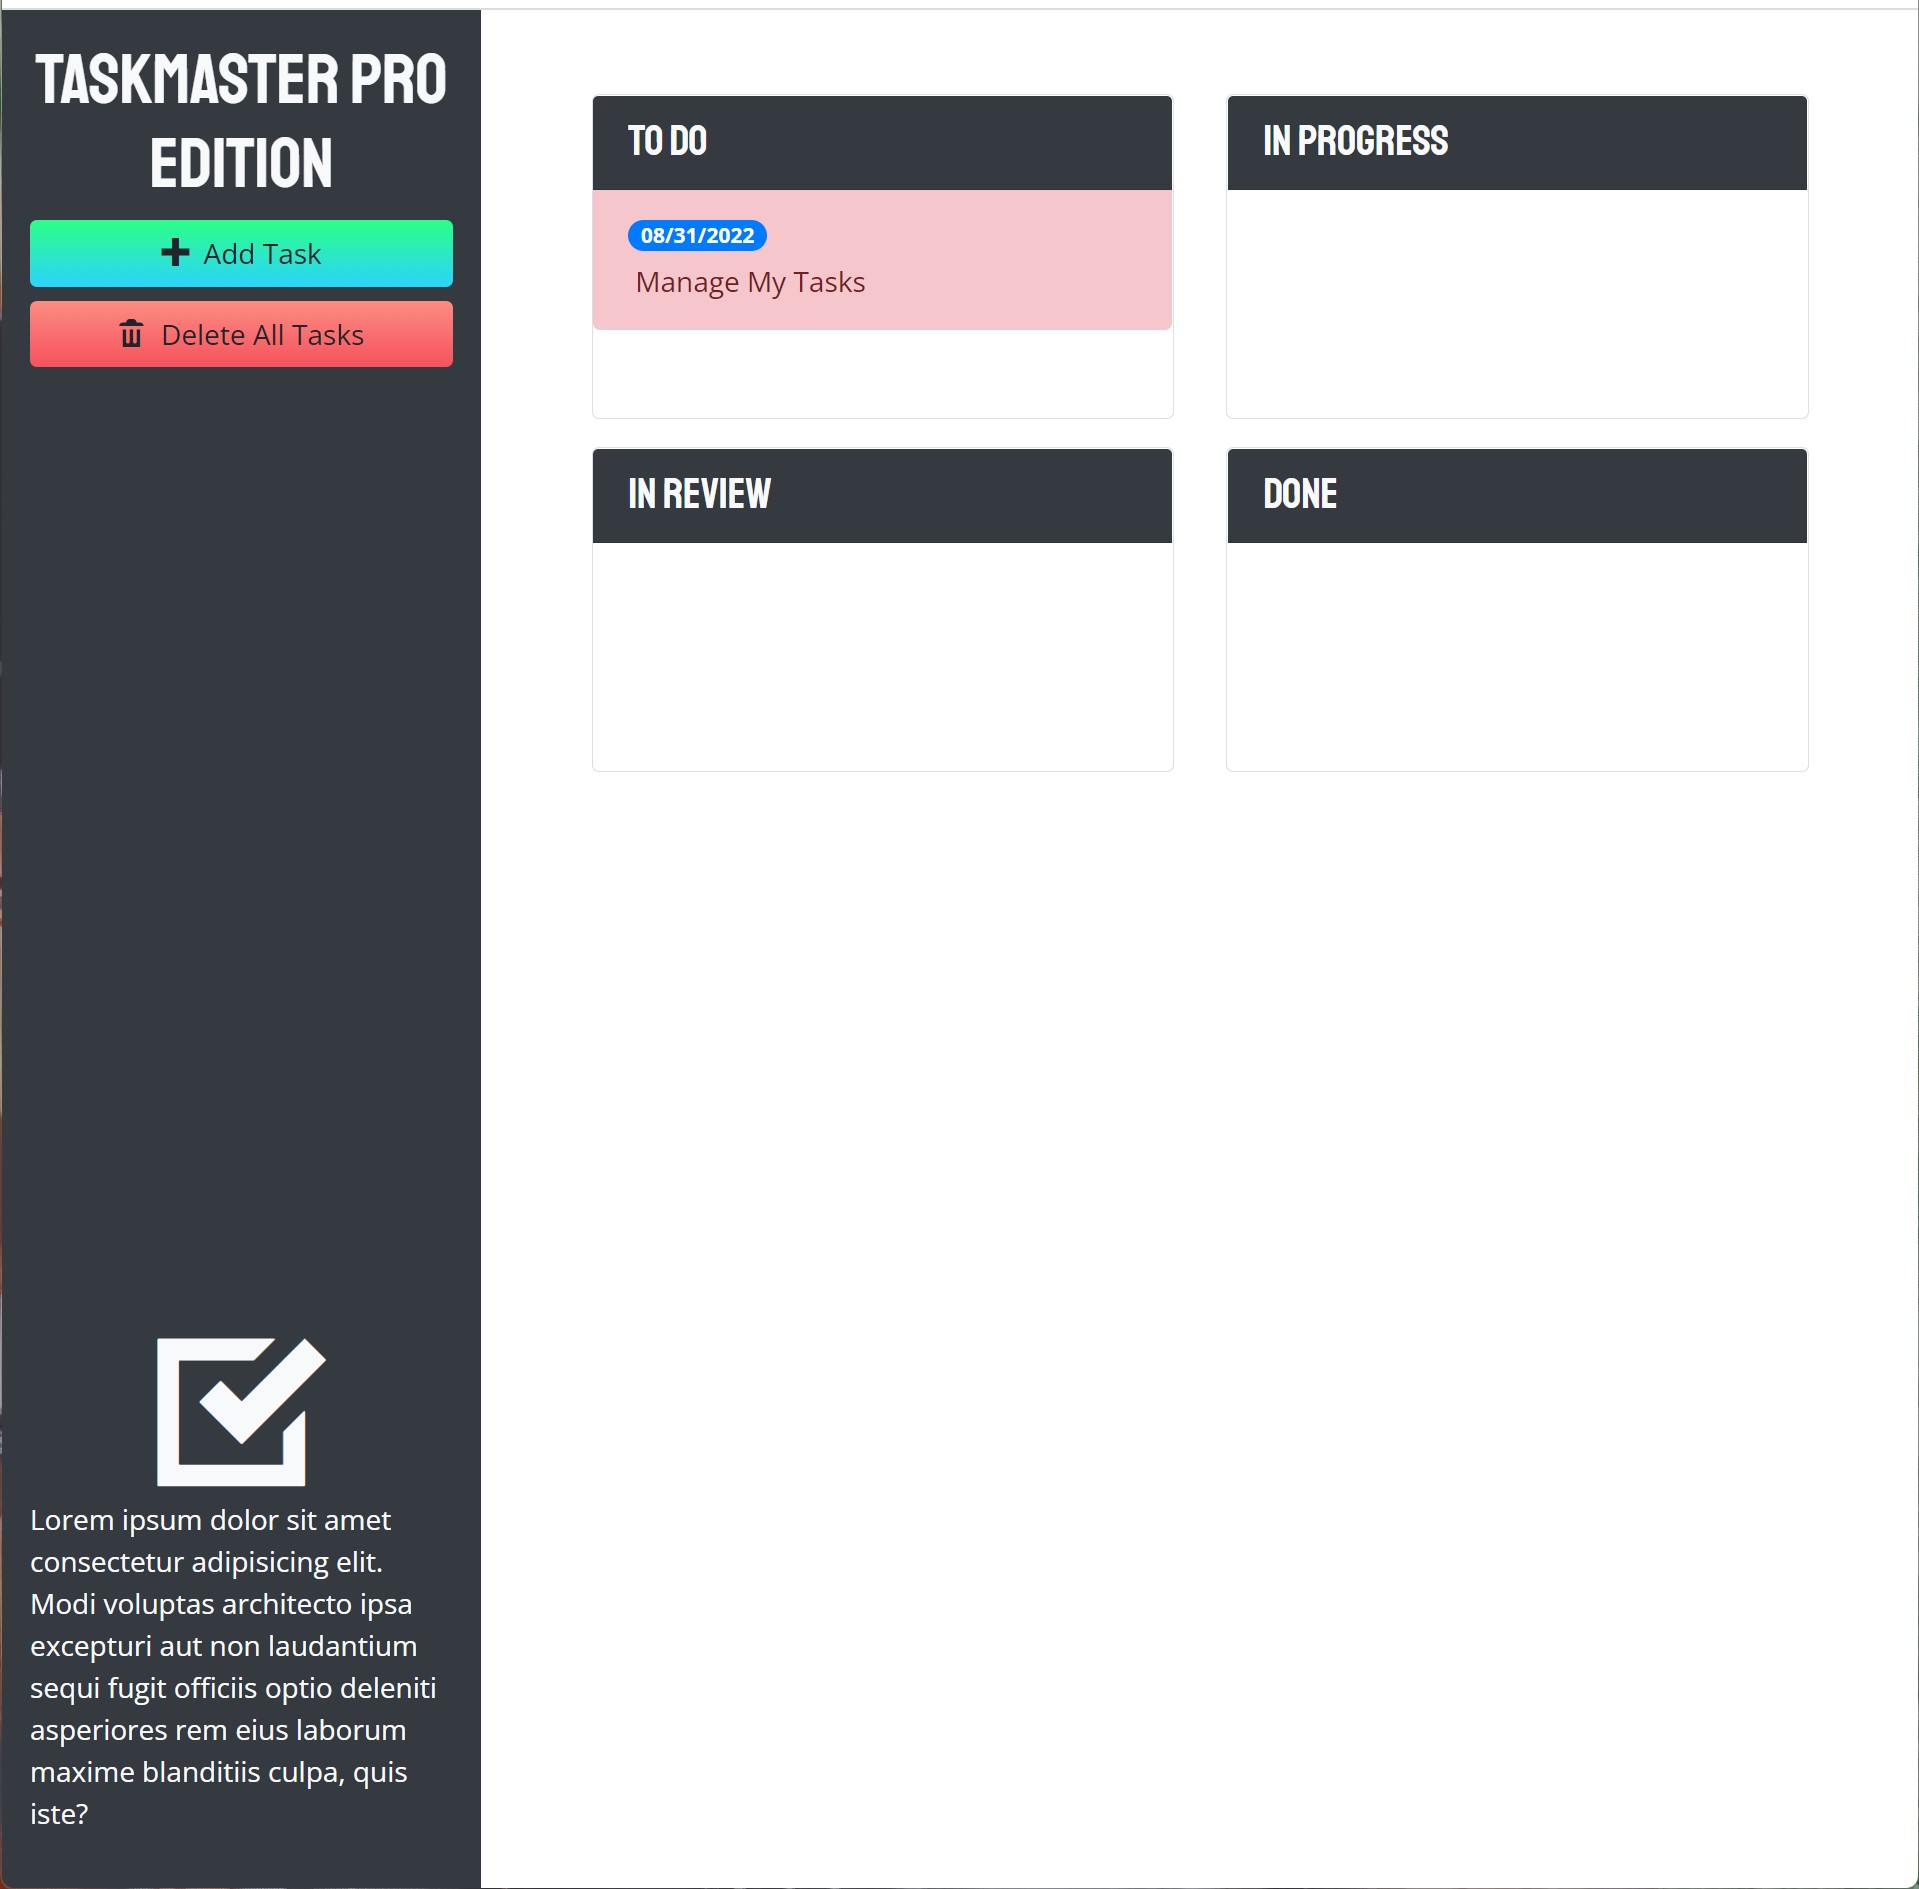 TASKMASTER PRO
EDITION
Add Task
Delete All Tasks
TO DO
08/31/2022
Manage My Tasks
IN PROGRESS
IN REVIEW
DONE
Lorem ipsum dolor sit amet
consectetur adipisicing elit.
Modi voluptas architecto ipsa
excepturi aut non laudantium
sequi fugit officiis optio deleniti
asperiores rem eius laborum
maxime blanditiis culpa, quis
iste?